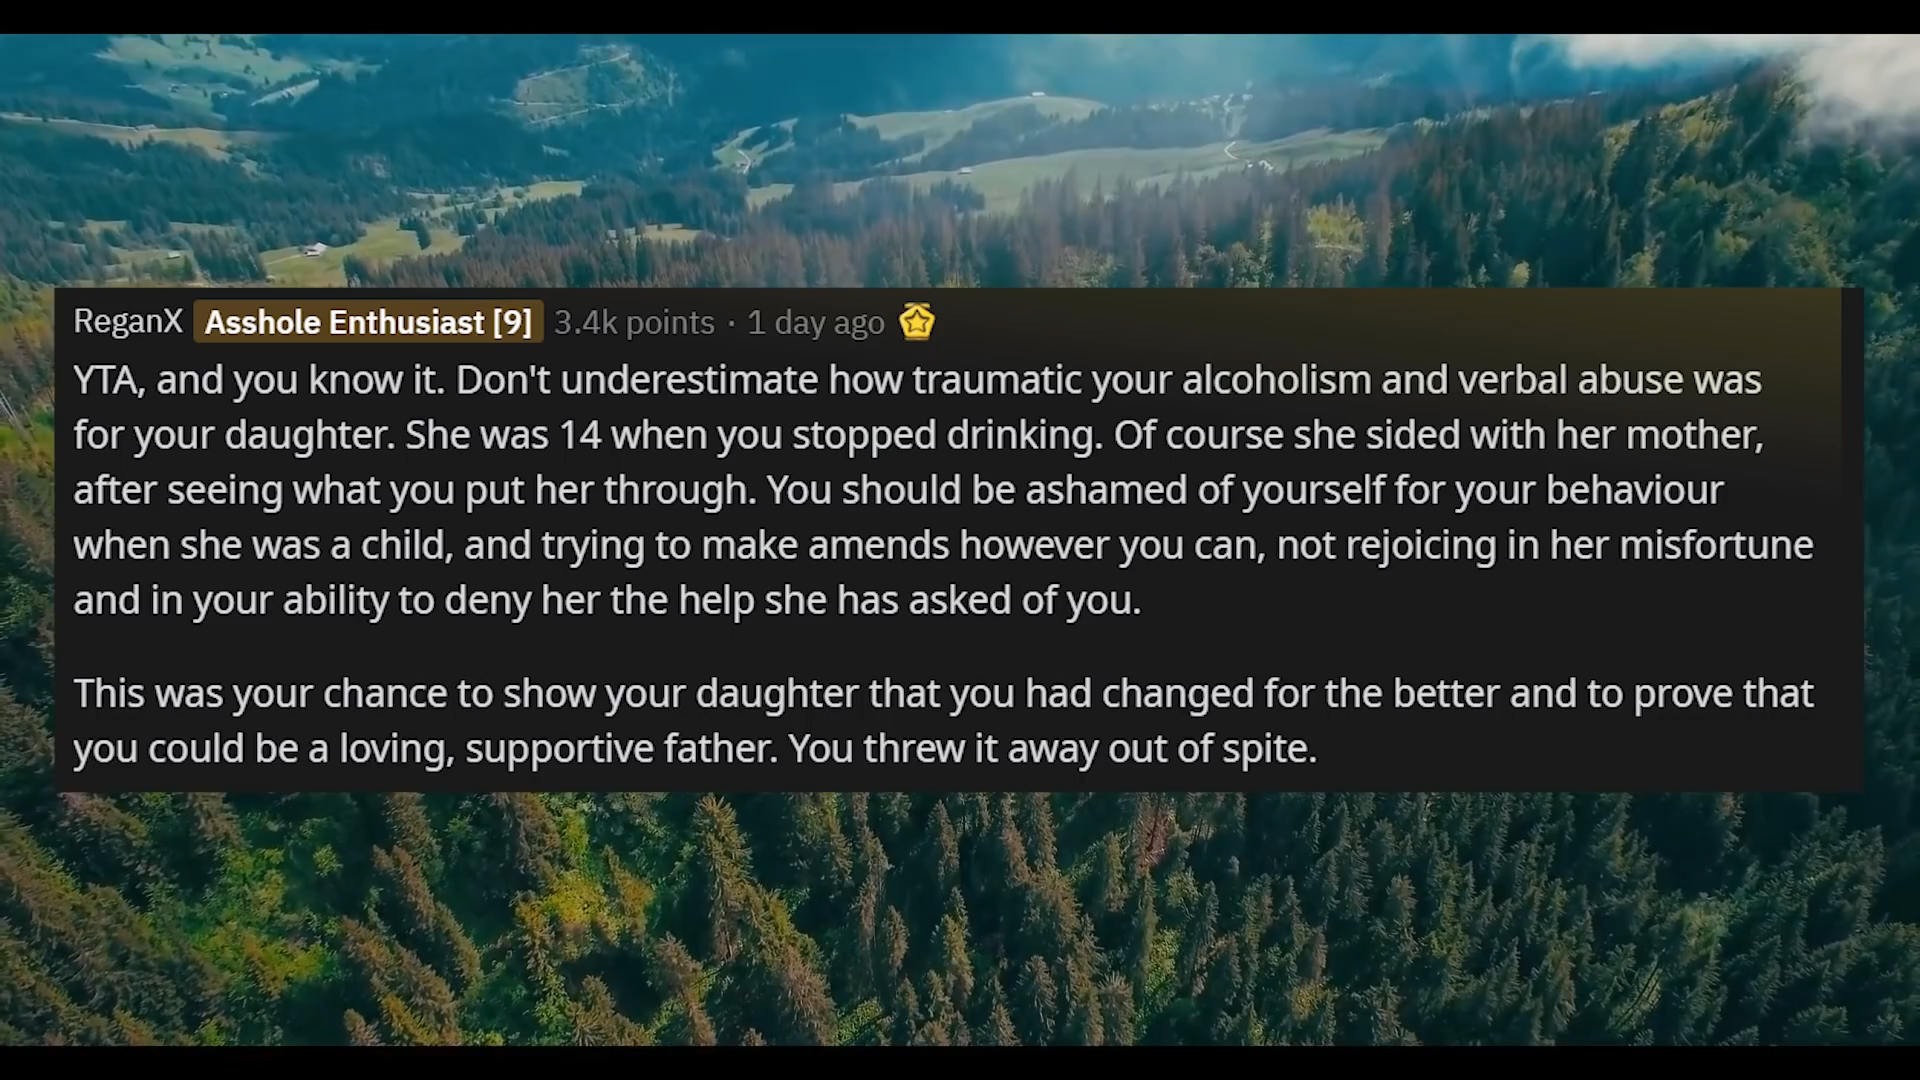 ReganX Asshole Enthusiast [9] 3.4k points · 1 day ago
YTA, and you know it. Don't underestimate how traumatic your alcoholism and verbal abuse was
for your daughter. She was 14 when you stopped drinking. Of course she sided with her mother,
after seeing what you put her through. You should be ashamed of yourself for your behaviour
when she was a child, and trying to make amends however you can, not rejoicing in her misfortune
and in your ability to deny her the help she has asked of you.
This was your chance to show your daughter that you had changed for the better and to prove that
you could be a loving, supportive father. You threw it away out of spite.